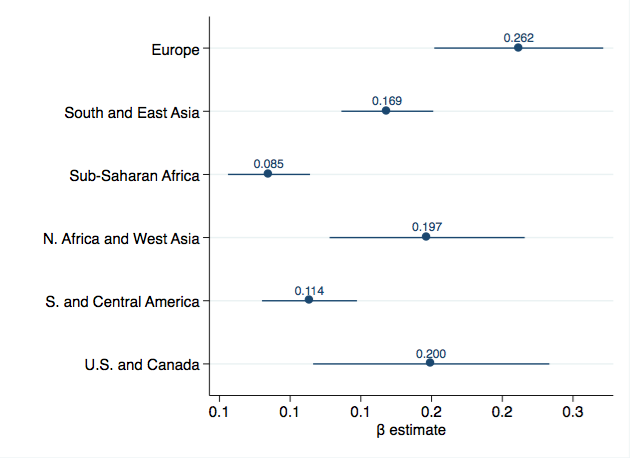 Europe
0.262
South and East Asia
0.169
Sub-Saharan Africa
0.085
N. Africa and West Asia
0.197
S. and Central America
0.114
U.S. and Canada
0.200
0.1 0.1 0.1 0.2 0.2 0.3
β estimate